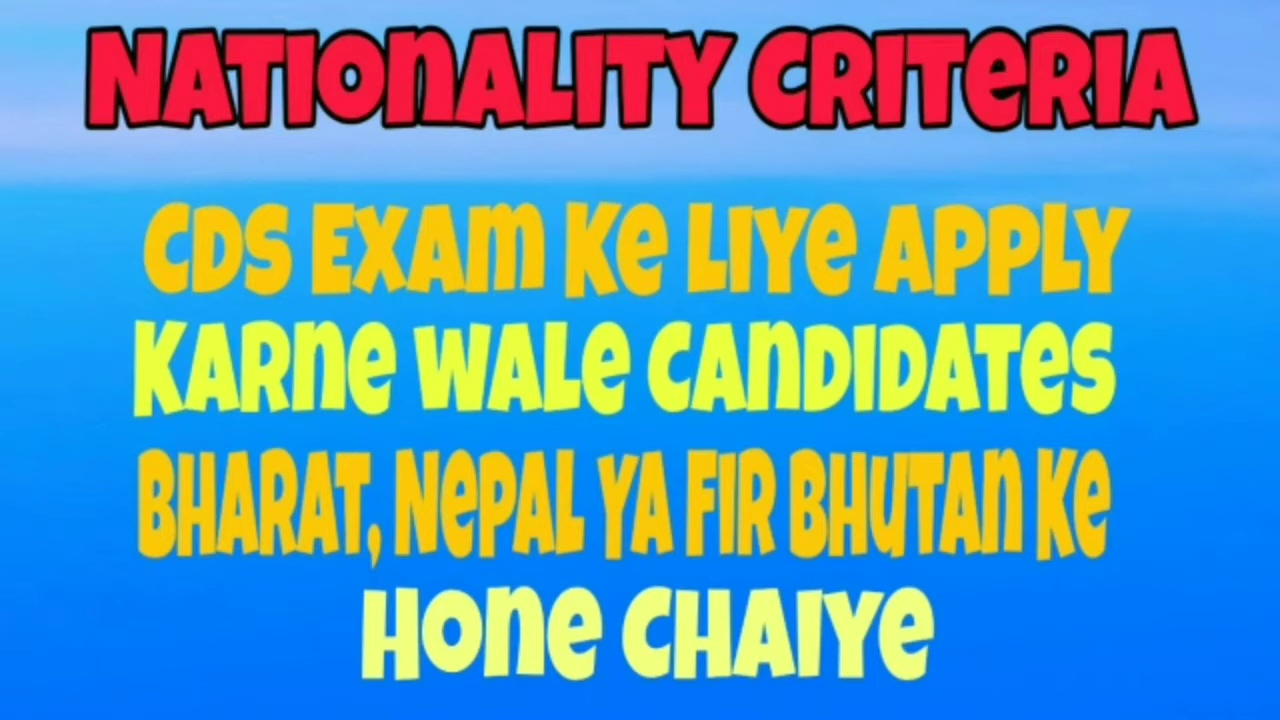 NATIONALITY CRITERIA
CDS EXAM KE LIYE APPLY
KARNE WALE CANDIDATES
BHARAT, NEPAL YA FIR BHUTAN KE
HONE CHAIYE